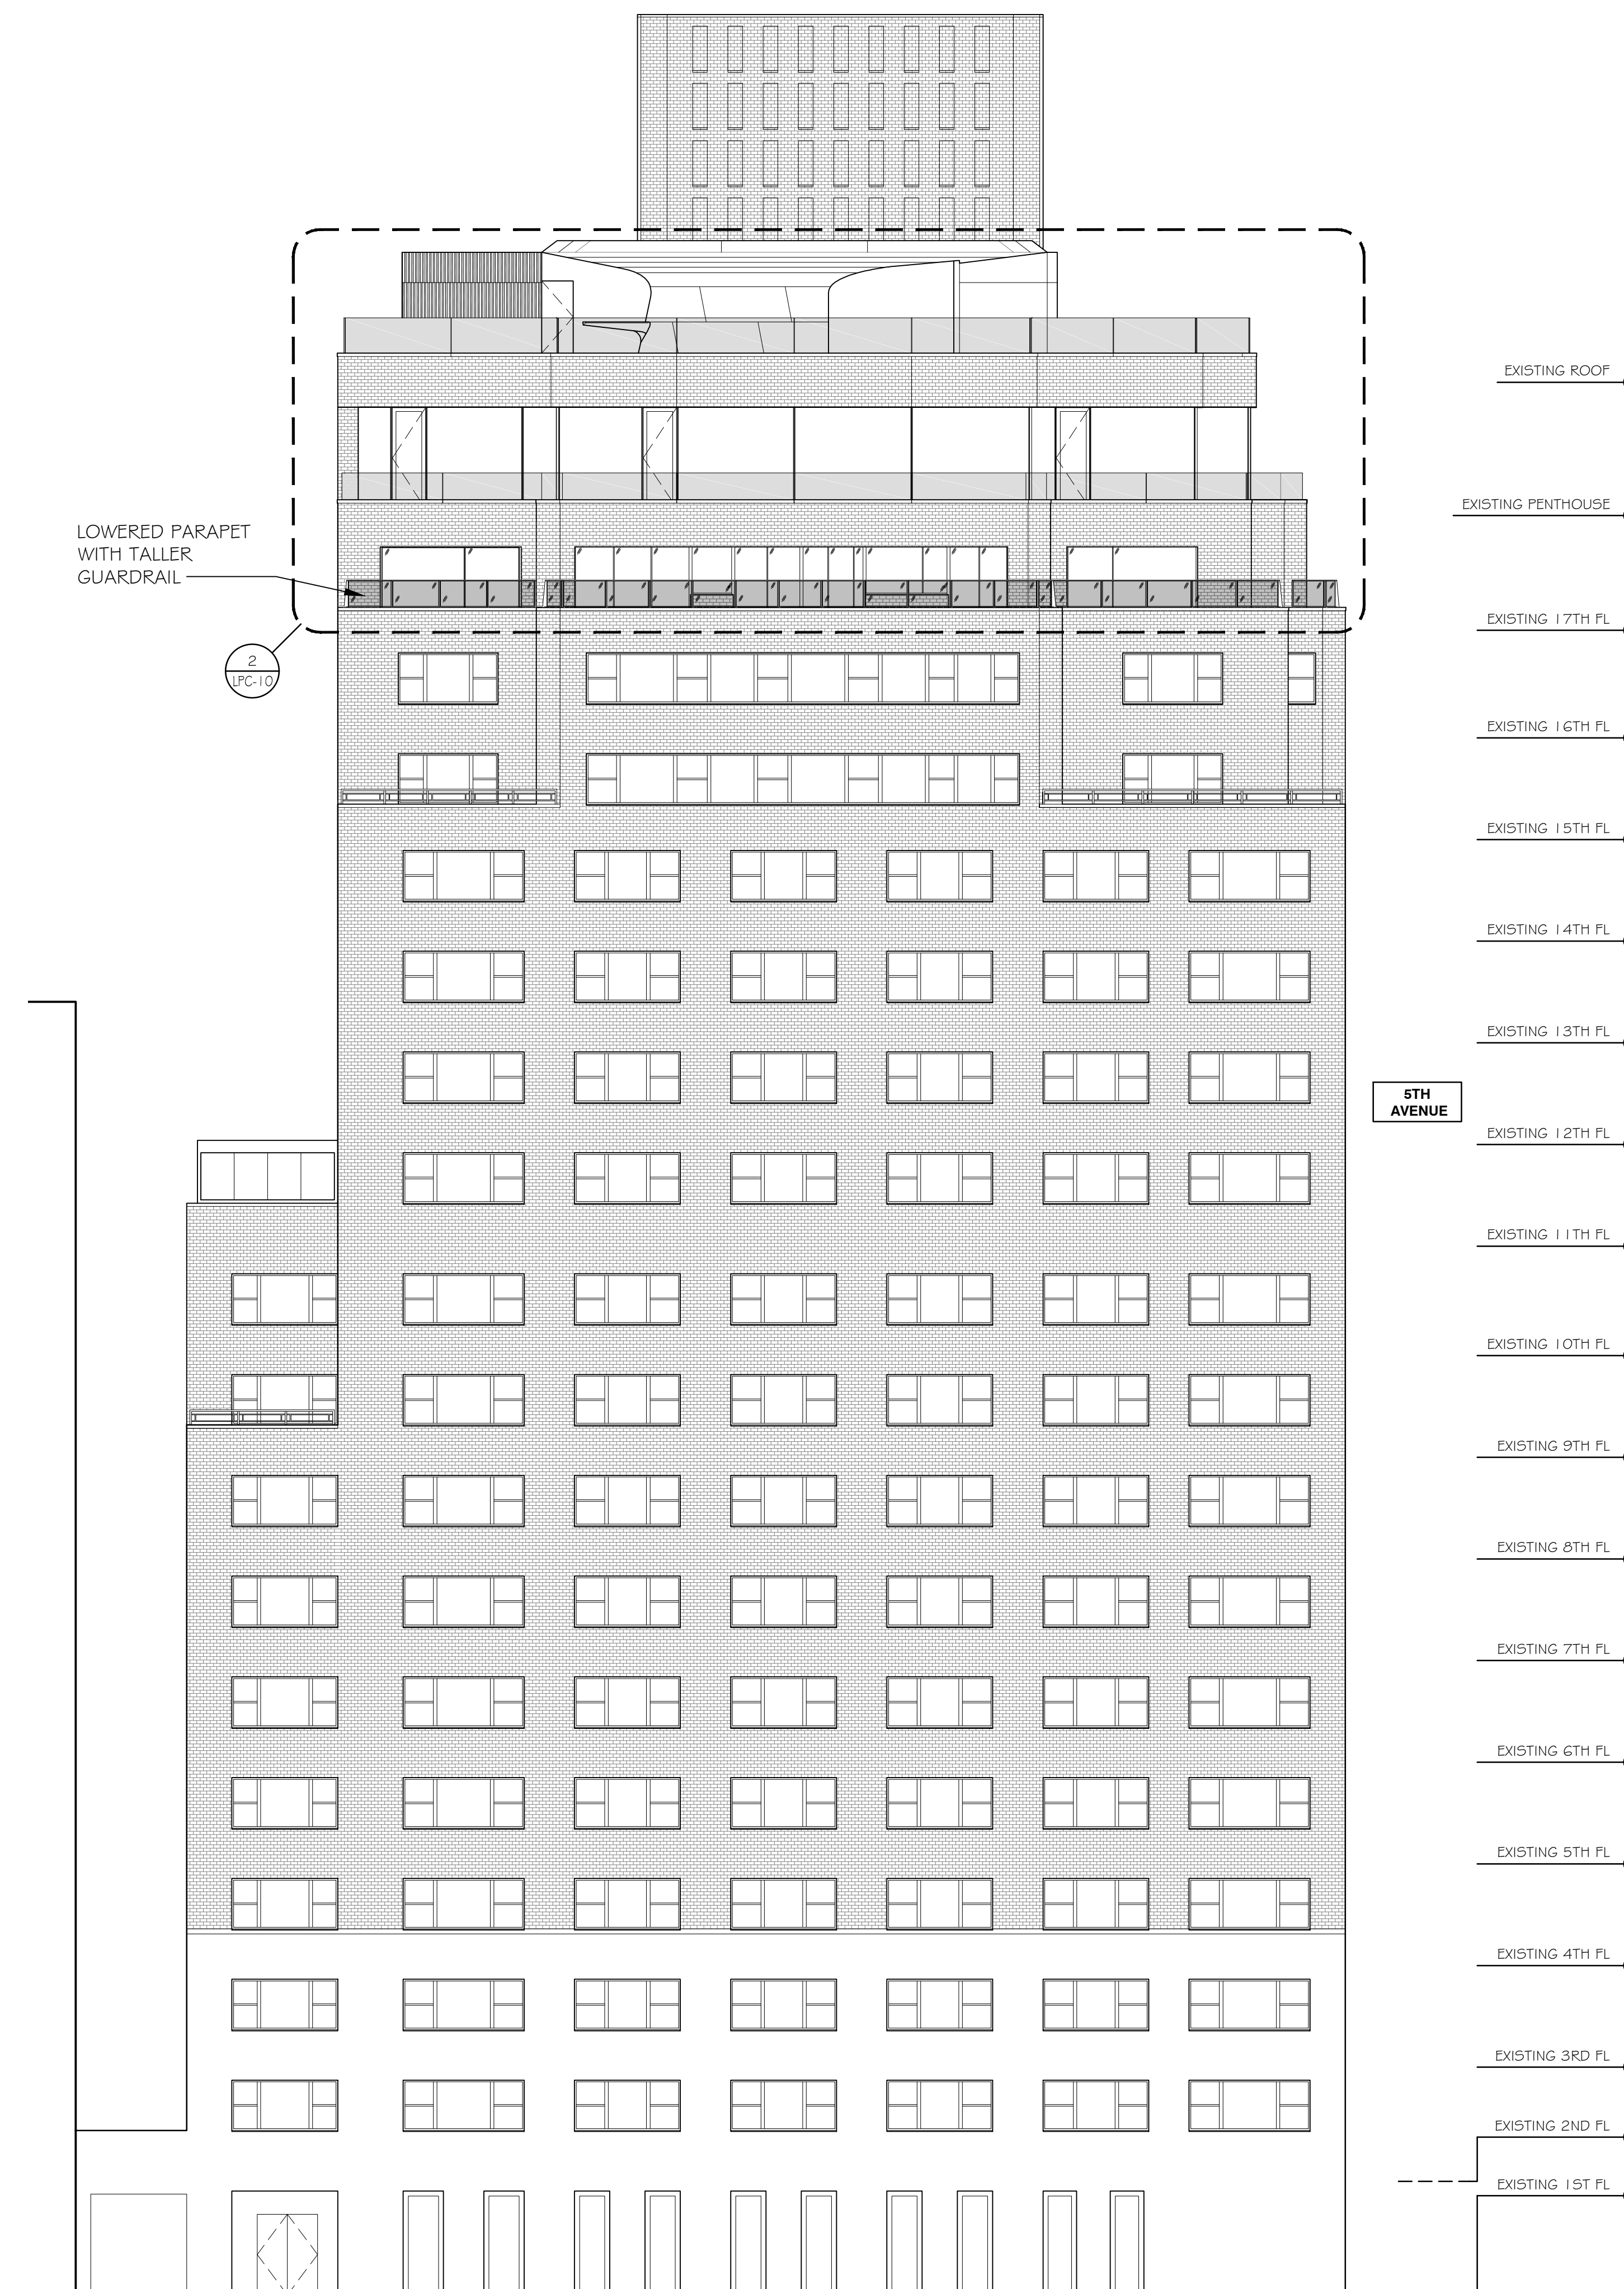 EXISTING ROOF
EXISTING PENTHOUSE
LOWERED PARAPET
WITH TALLER
GUARDRAIL
EXISTING 17TH FL
2
LPC-10
EXISTING 16TH FL
EXISTING 15TH FL
EXISTING 14TH FL
EXISTING 13TH FL
5TH
AVENUE
EXISTING 12TH FL
EXISTING 11TH FL
EXISTING 10TH FL
EXISTING 9TH FL
EXISTING 8TH FL
EXISTING 7TH FL
EXISTING 6TH FL
EXISTING 5TH FL
EXISTING 4TH FL
EXISTING 3RD FL
EXISTING 2ND FL
EXISTING 1ST FL